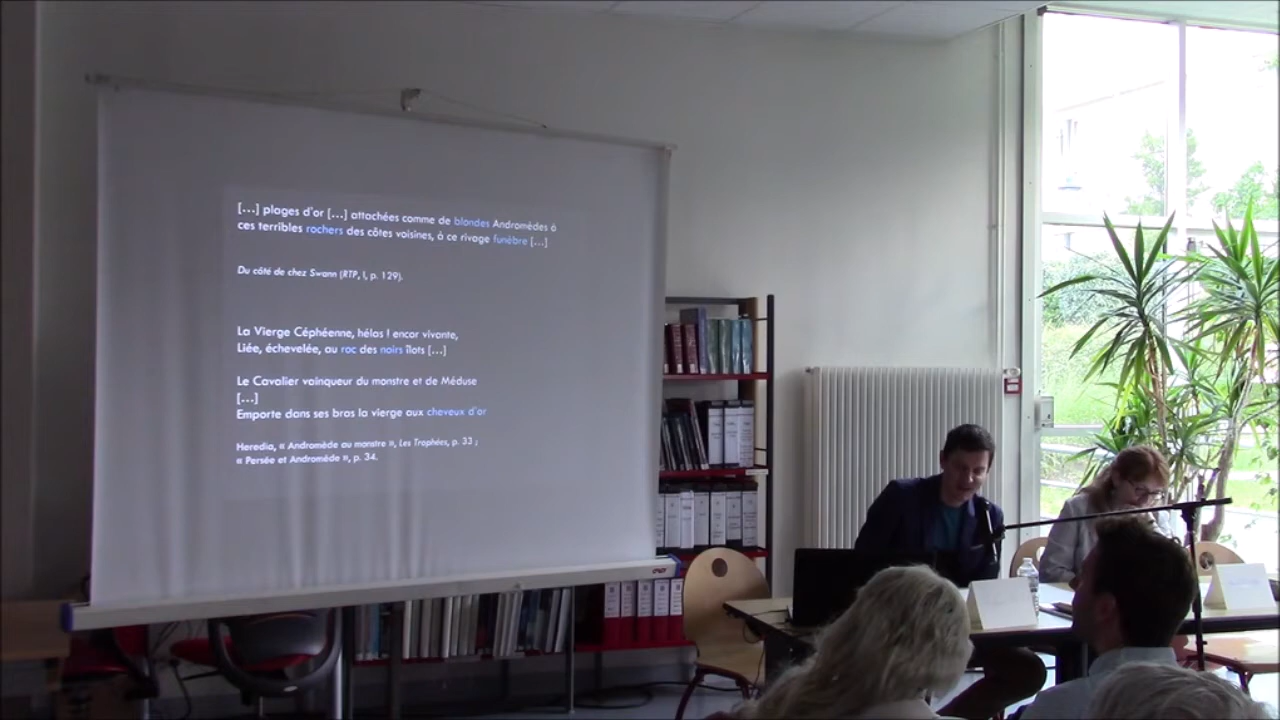 […] plages d'or […] attachées comme de blondes Andromèdes à
ces terribles rochers des côtes voisines, à ce rivage funèbre […]
Du côté de chez Swann (RTP, I, p. 129).
La Vierge Céphéenne, hélas ! encor vivante,
Liée, échevelée, au roc des noirs îlots […]
Le Cavalier vainqueur du monstre et de Méduse
[…]
Emporte dans ses bras la vierge aux cheveux d'or
Heredia, « Andromède au monstre », Les Trophées, p. 33 ;
« Persée et Andromède », p. 34.